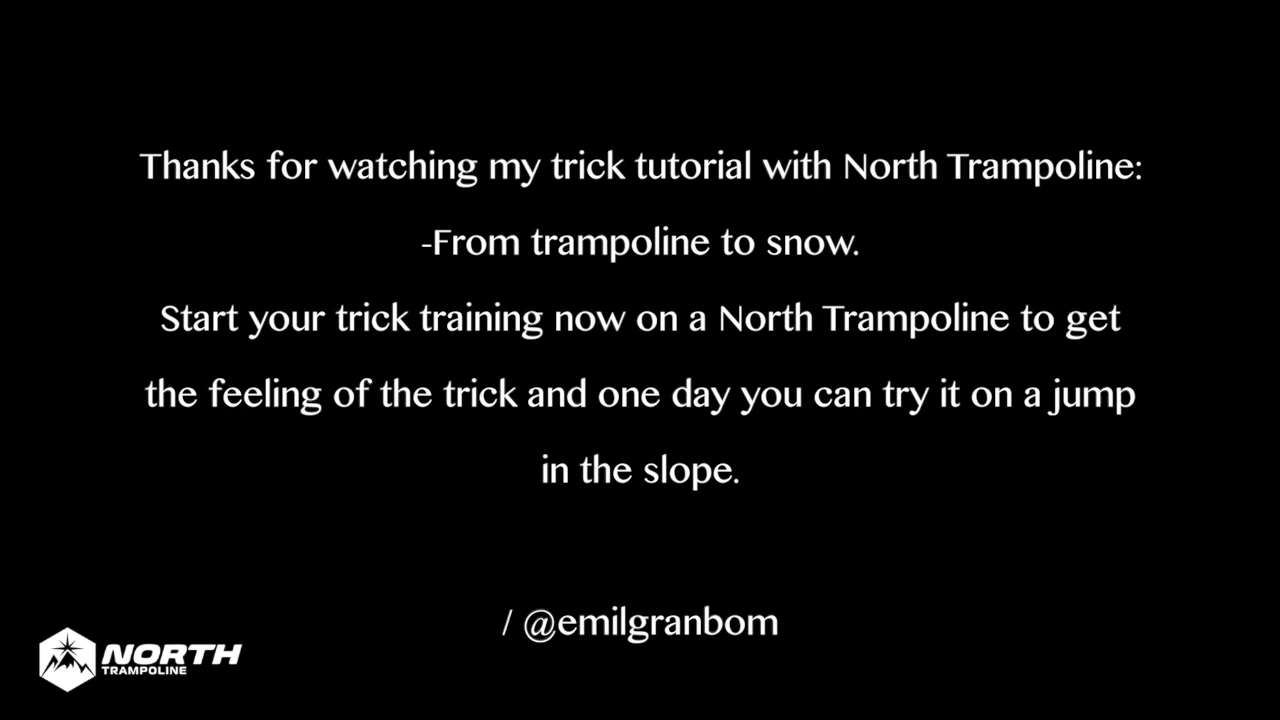 Thanks for watching my trick tutorial with North Trampoline:
-From trampoline to snow.
Start your trick training now on a North Trampoline to get
the feeling of the trick and one day you can try it on a jump
in the slope.
/ @emilgranbom
NORTH
TRAMPOLINE